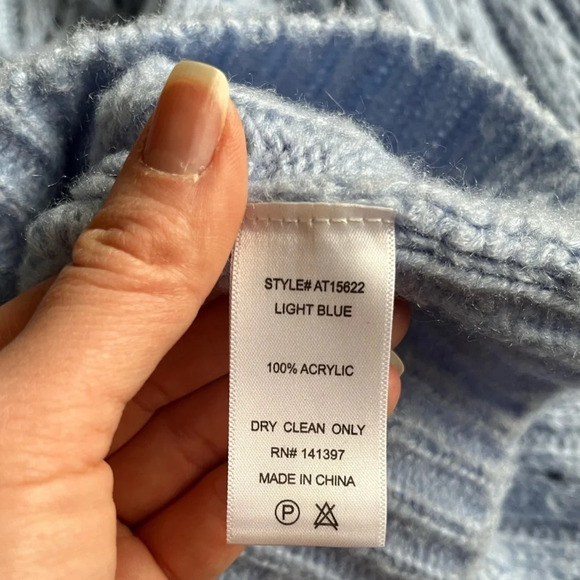 STYLE# AT15622
LIGHT BLUE
100% ACRYLIC
DRY CLEAN ONLY
RN# 141397
MADE IN CHINA
P